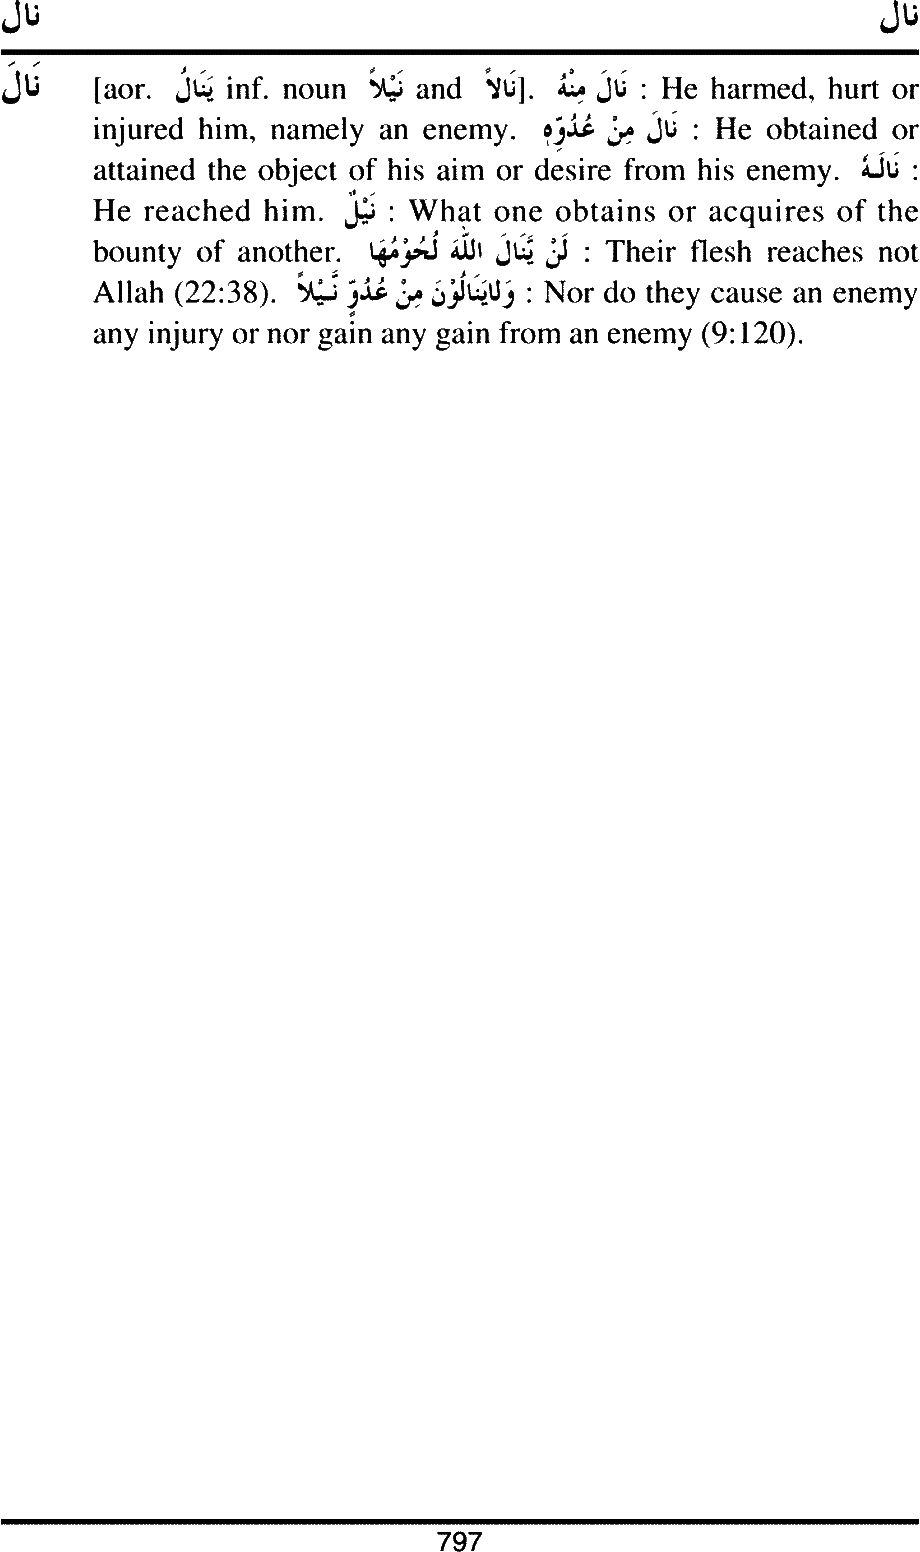 نال نال
نَالَ [aor. يَنَالُ inf. noun نَيْلاً and نَالاً]. نَالَ مِنْهُ : He harmed, hurt or
injured him, namely an enemy. نَالَ مِنْ عُدُوِّهٖ : He obtained or
attained the object of his aim or desire from his enemy. نَالَـهُ :
He reached him. نَيْلٌ : What one obtains or acquires of the
bounty of another. لَنْ يَّنَالَ اللّٰهَ لُحُوْمُهَا : Their flesh reaches not
Allah (22:38). وَلاَيَنَالُوْنَ مِنْ عُدُوٍّ نَّـيْلاً : Nor do they cause an enemy
any injury or nor gain any gain from an enemy (9:120).
797